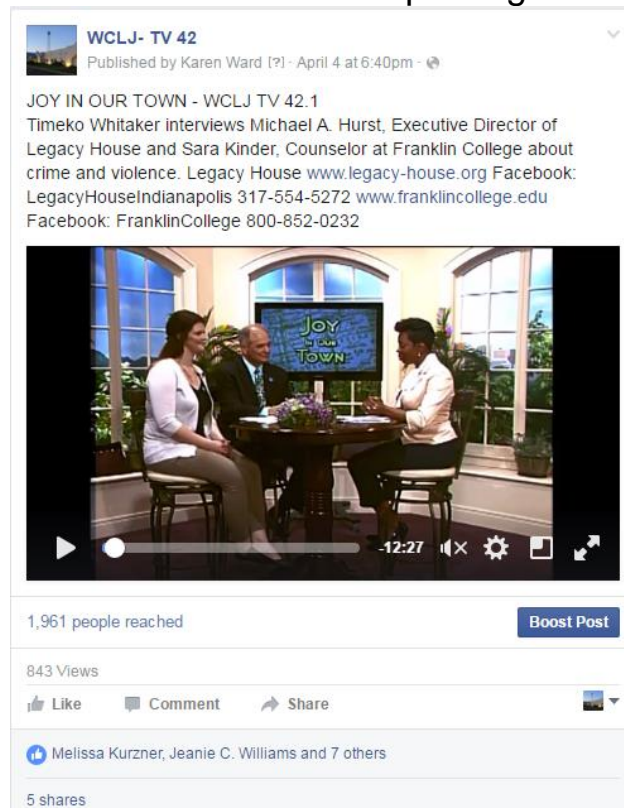 WCLJ- TV 42
Published by Karen Ward [?] · April 4 at 6:40pm ·
JOY IN OUR TOWN - WCLJ TV 42.1
Timeko Whitaker interviews Michael A. Hurst, Executive Director of
Legacy House and Sara Kinder, Counselor at Franklin College about
crime and violence. Legacy House www.legacy-house.org Facebook:
LegacyHouseIndianapolis 317-554-5272 www.franklincollege.edu
Facebook: FranklinCollege 800-852-0232
JOY
IN OUR
TOWN
-12:27
1,961 people reached
Boost Post
843 Views
Like Comment Share
Melissa Kurzner, Jeanie C. Williams and 7 others
5 shares